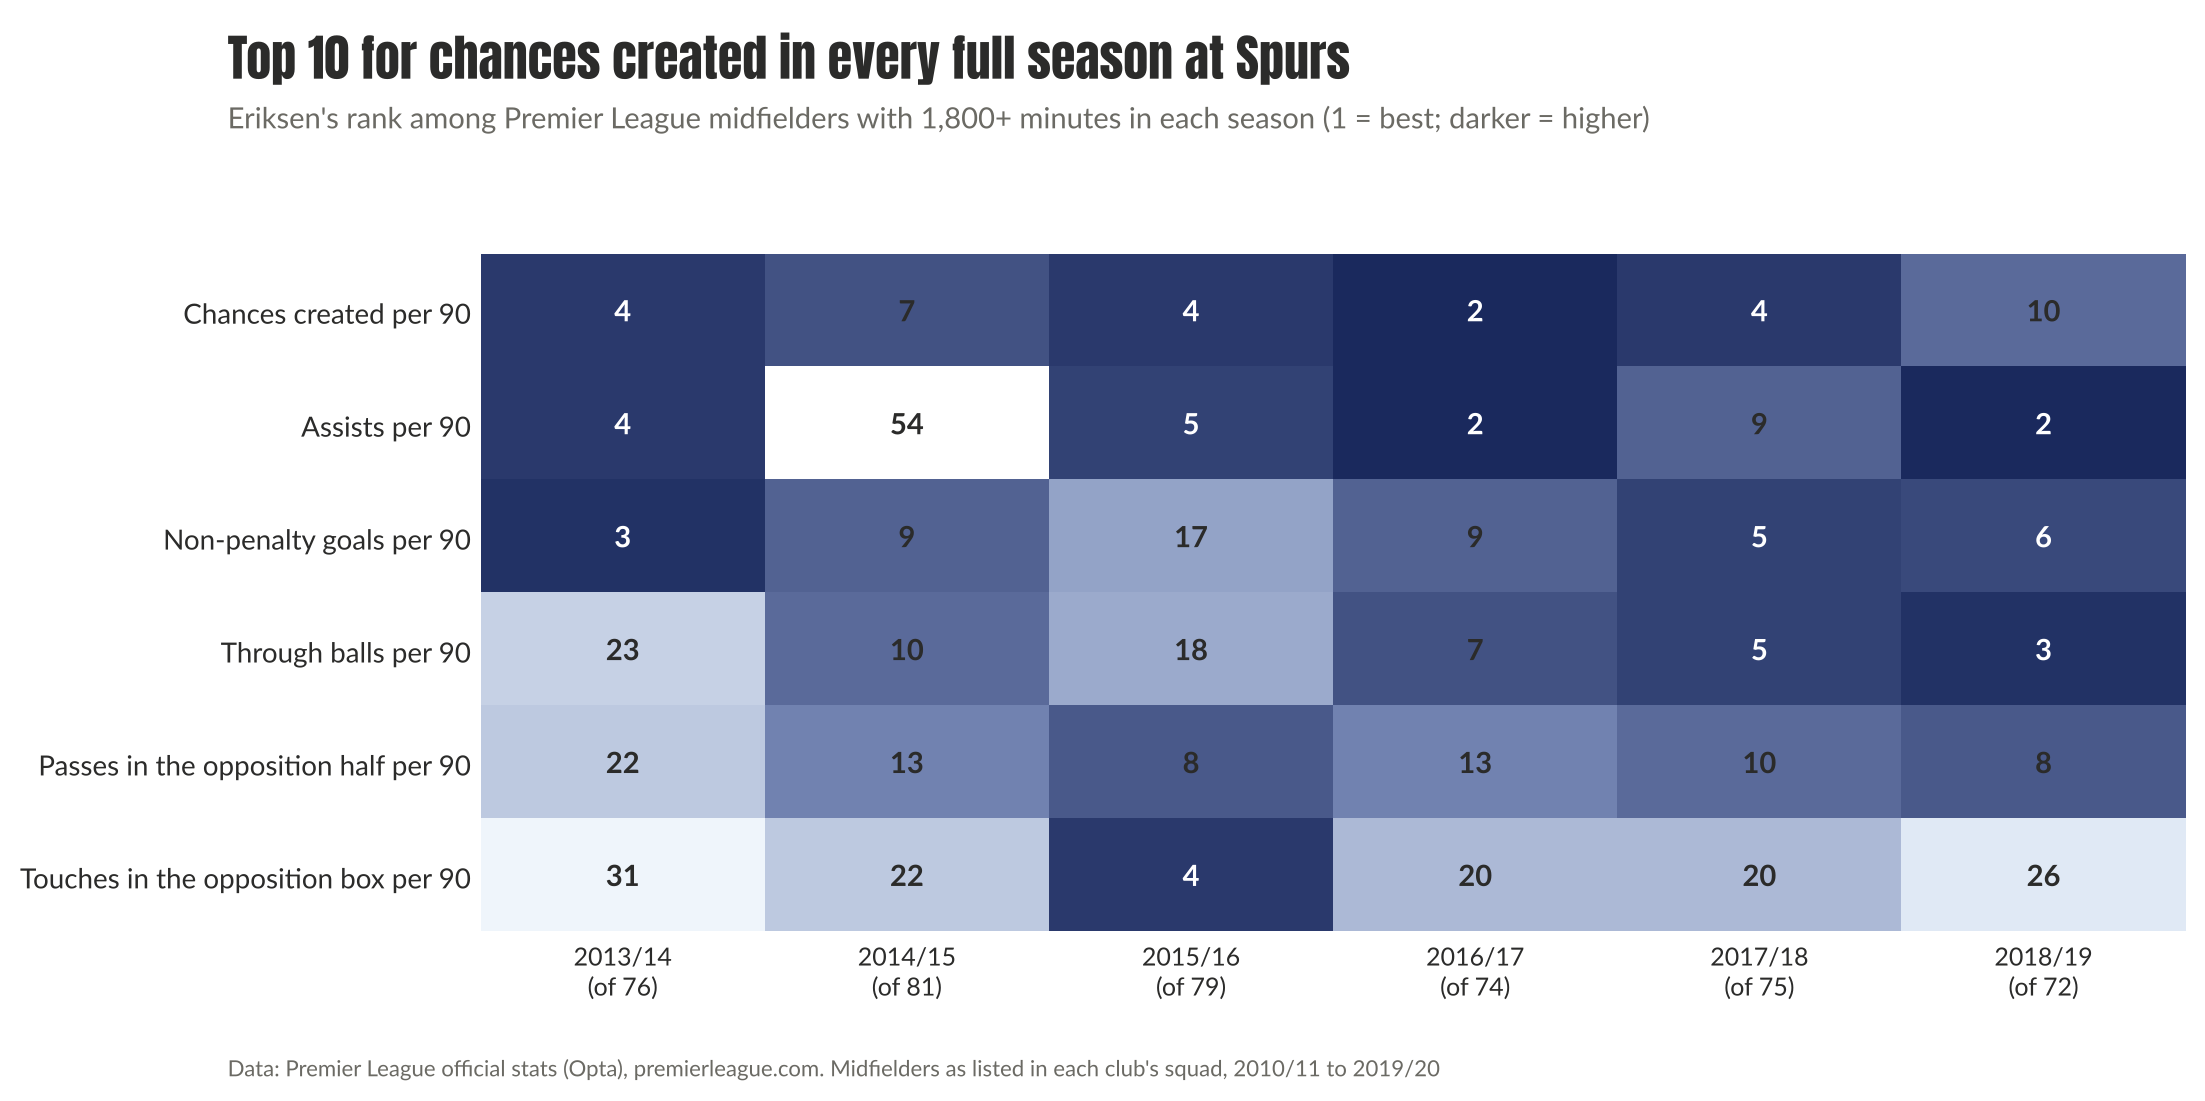 Top 10 for chances created in every full season at Spurs
Eriksen's rank among Premier League midfielders with 1,800+ minutes in each season (1 = best; darker = higher)
Chances created per 90 4 7 4 2 4 10
Assists per 90 4 54 5 2 9 2
Non-penalty goals per 90 3 9 17 9 5 6
Through balls per 90 23 10 18 7 5 3
Passes in the opposition half per 90 22 13 8 13 10 8
Touches in the opposition box per 90 31 22 4 20 20 26
2013/14 2014/15 2015/16 2016/17 2017/18 2018/19
(of 76) (of 81) (of 79) (of 74) (of 75) (of 72)
Data: Premier League official stats (Opta), premierleague.com. Midfielders as listed in each club's squad, 2010/11 to 2019/20